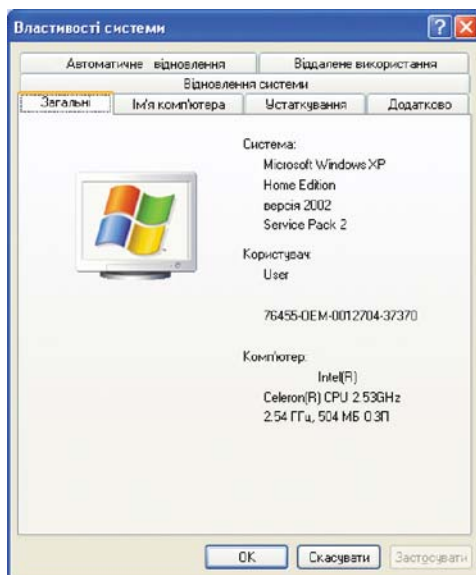 Властивості системи
Автоматичне відновлення
Віддалене використання
Відновлення системи
Загальні
Ім'я комп'ютера
Устаткування
Додатково
Система:
Microsoft Windows XP
Home Edition
версія 2002
Service Pack 2
Користувач:
User
76455-OEM-0012704-37370
Комп'ютер:
Intel(R)
Celeron(R) CPU 2.53GHz
2.54 ГГц, 504 МБ ОЗП
OK
Скасувати
Застосувати